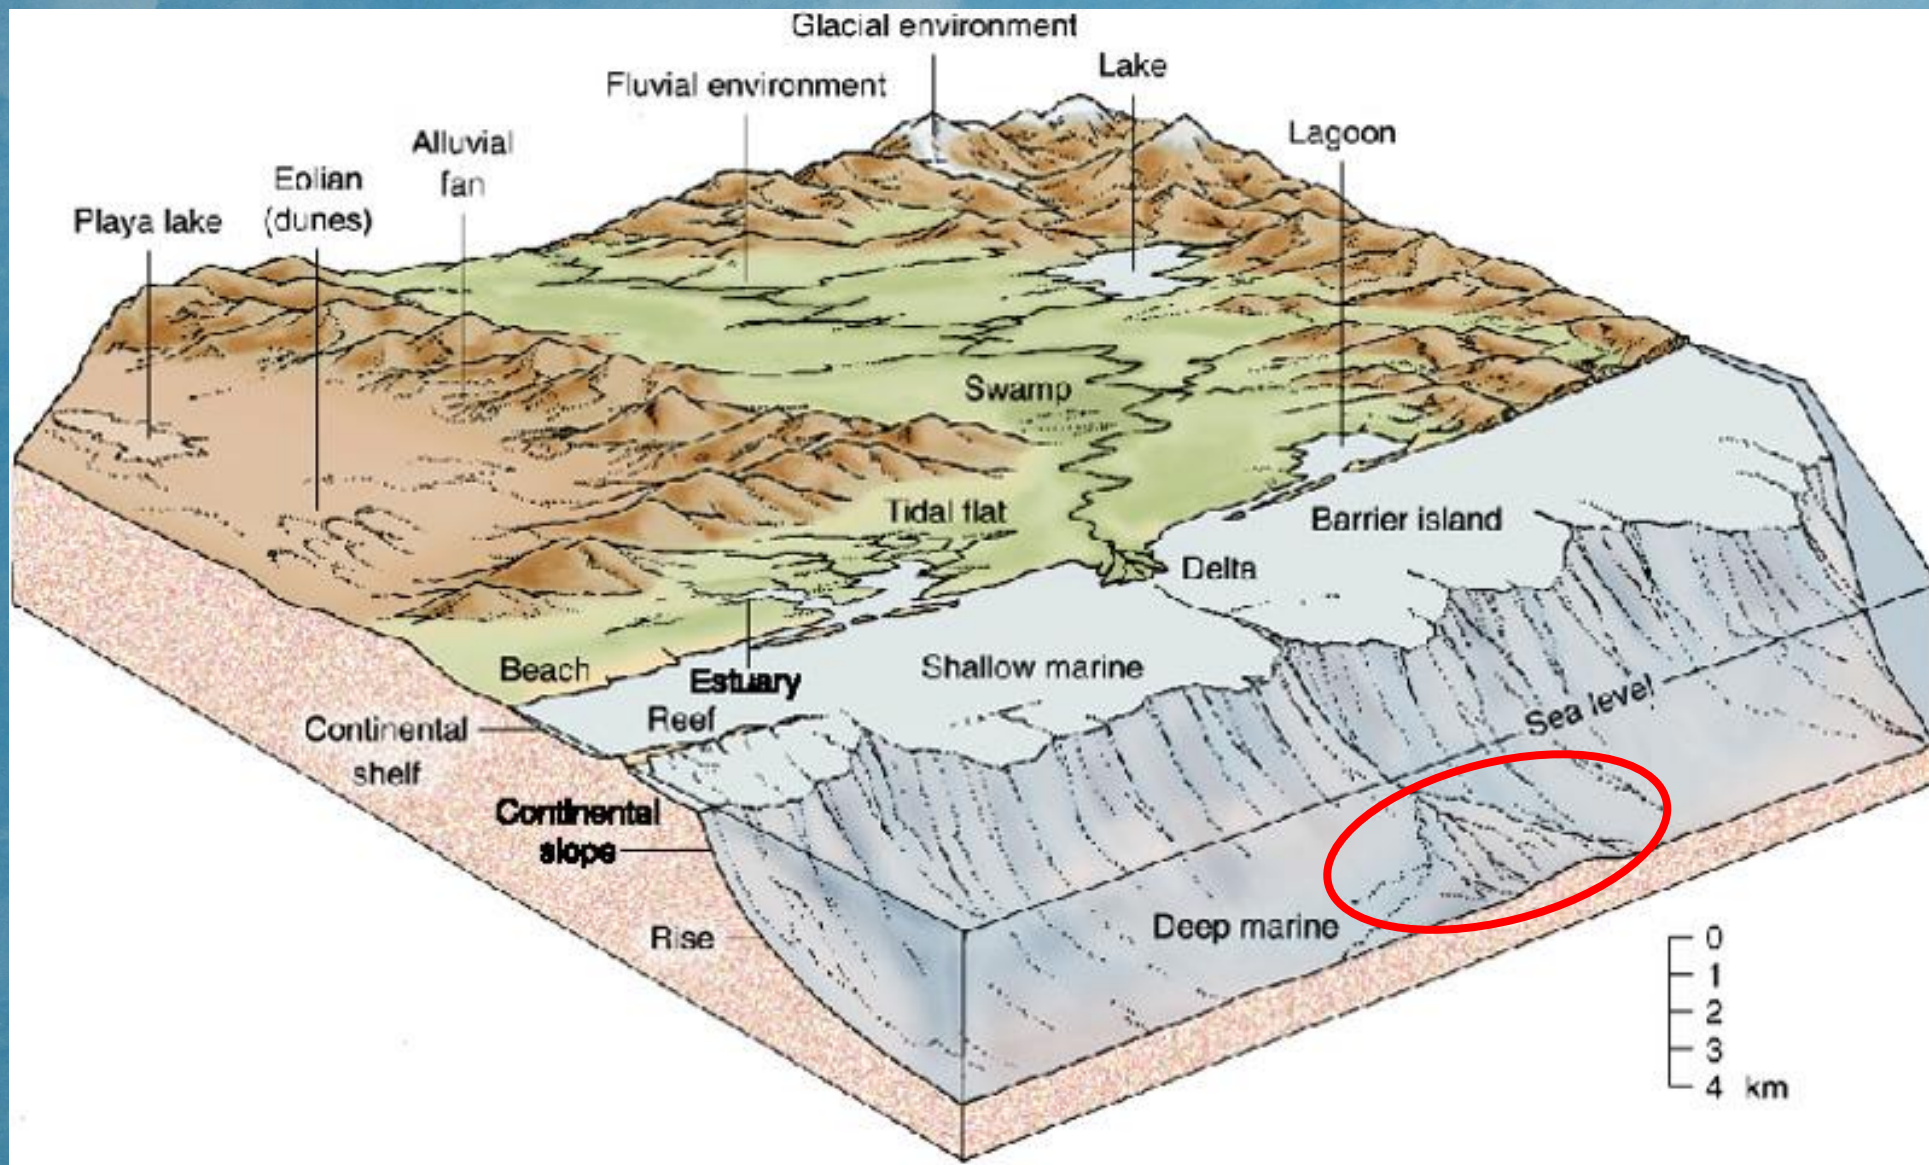 Glacial environment
Fluvial environment
Lake
Lagoon
Alluvial
fan
Eolian
(dunes)
Playa lake
Swamp
Tidal flat
Barrier island
Delta
Beach
Estuary
Shallow marine
Reef
Sea level
Continental
shelf
Continental
slope
Rise
Deep marine
0
1
2
3
4 km